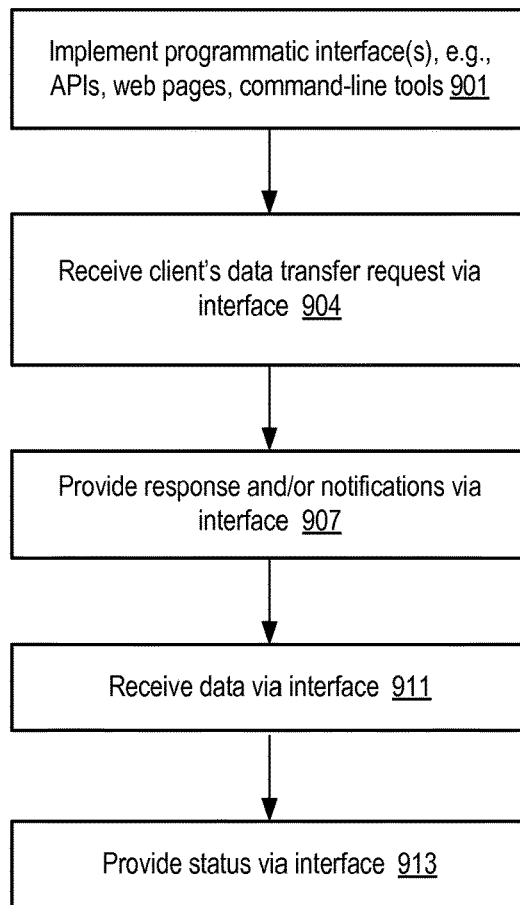 Implement programmatic interface(s), e.g.,
APIs, web pages, command-line tools 901
Receive client's data transfer request via
interface 904
Provide response and/or notifications via
interface 907
Receive data via interface 911
Provide status via interface 913